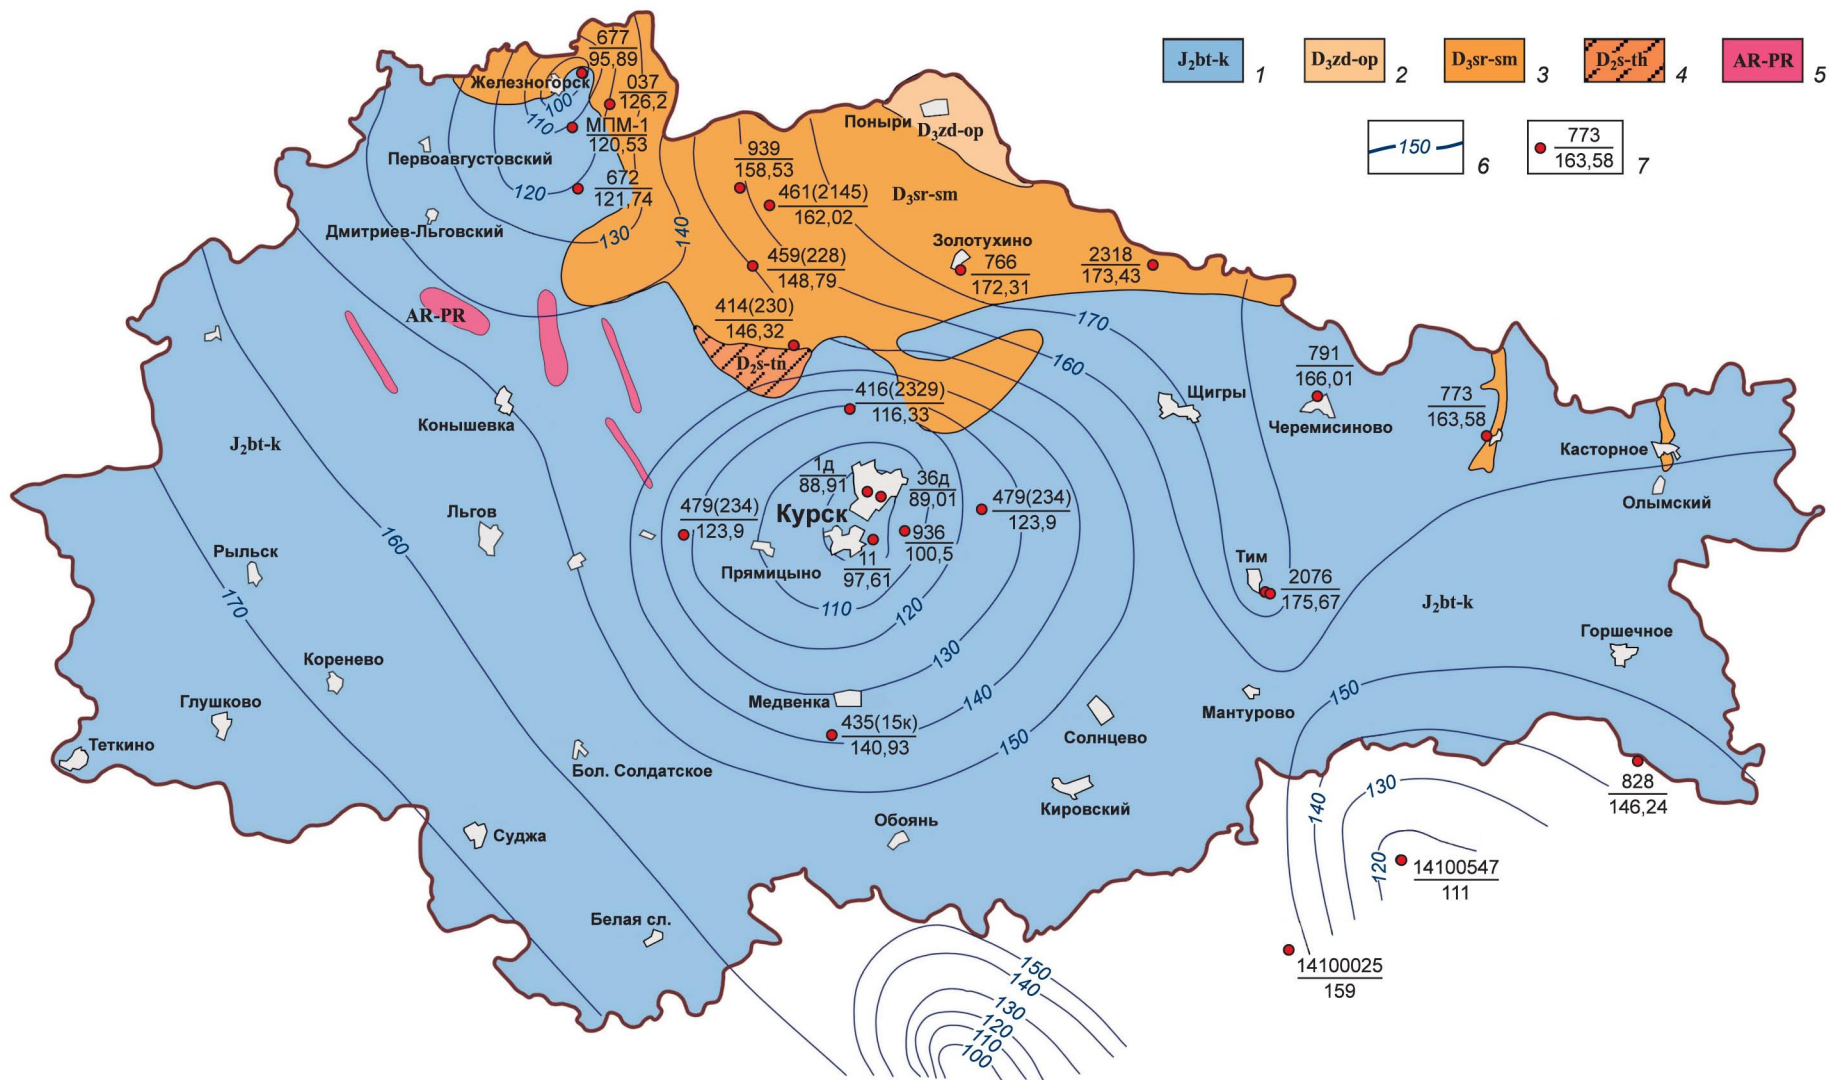 J₂bt-k
1
D₃zd-op
2
D₃sr-sm
3
D₂s-th
4
AR-PR
5
150
6
773
163,58
7
677
95,89
Железногорск
037
126,2
100
110
МПМ-1
120,53
Первоавгустовский
120
672
121,74
Дмитриев-Льговский
130
140
Поныри
D₃zd-op
939
158,53
461(2145)
162,02
D₃sr-sm
459(228)
148,79
Золотухино
766
172,31
2318
173,43
AR-PR
414(230)
146,32
D₂s-tn
170
160
791
166,01
Черемисиново
773
163,58
Щигры
Касторное
Олымский
416(2329)
116,33
Конышевка
J₂bt-k
1д
88,91
36д
89,01
Курск
479(234)
123,9
479(234)
123,9
936
100,5
11
97,61
Прямицыно
110
120
130
140
150
Льгов
Рыльск
160
170
Тим
2076
175,67
J₂bt-k
Горшечное
Коренево
Глушково
Теткино
Медвенка
435(15к)
140,93
Солнцево
Мантурово
150
Бол. Солдатское
Кировский
Суджа
Обоянь
Белая сл.
828
146,24
140
130
120
14100547
111
14100025
159
150
140
130
120
110
100